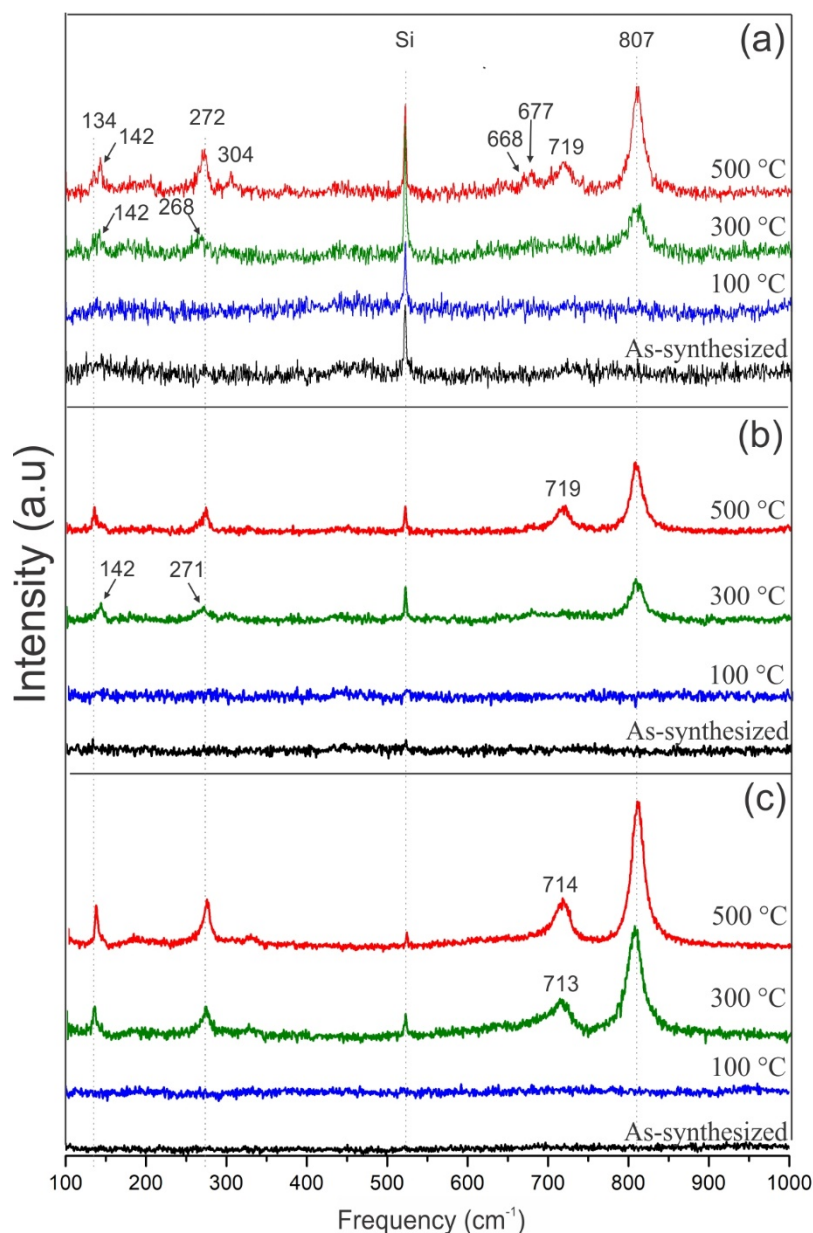 Si
807
(a)
134
142
272
304
668
677
719
500 °C
142
268
300 °C
100 °C
As-synthesized
(b)
719
500 °C
142
271
300 °C
100 °C
As-synthesized
(c)
714
500 °C
713
300 °C
100 °C
As-synthesized
Intensity (a.u)
100 200 300 400 500 600 700 800 900 1000
Frequency (cm⁻¹)